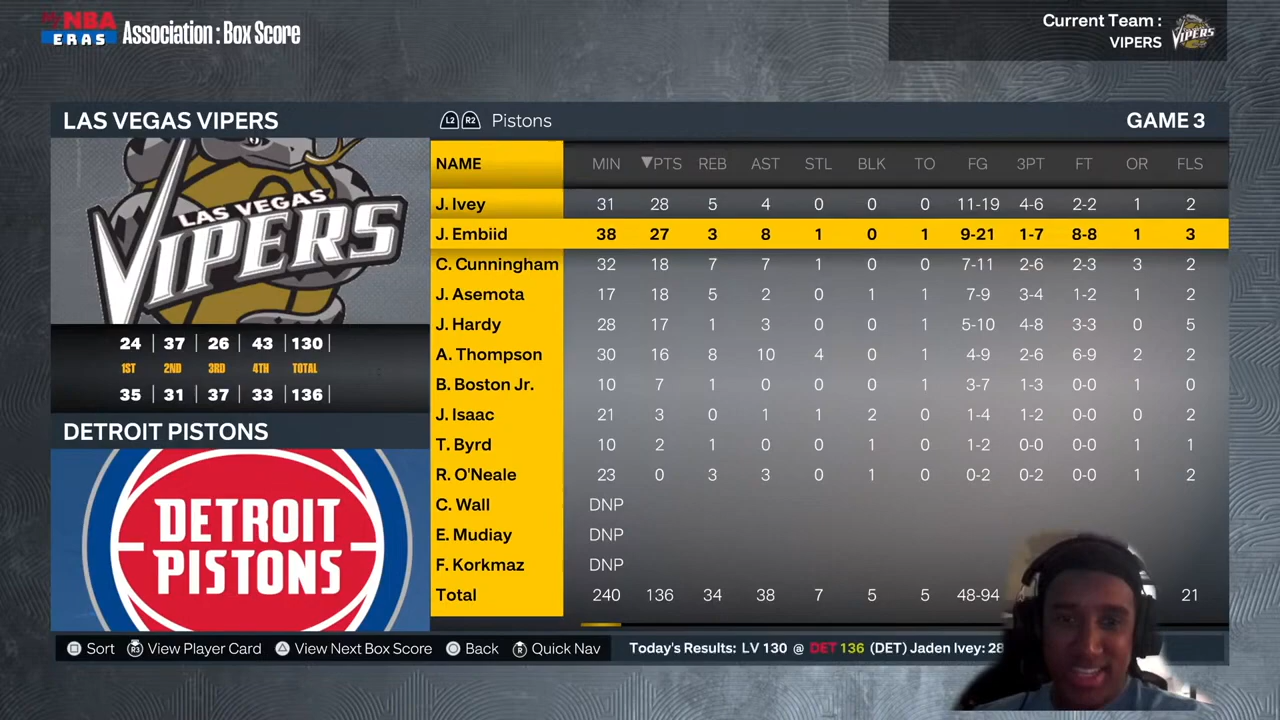 NBA
ERAS
Association : Box Score
Current Team :
VIPERS
VIPERS
LAS VEGAS VIPERS
LAS VEGAS
VIPERS
24 37 26 43 130
1ST 2ND 3RD 4TH TOTAL
35 31 37 33 136
DETROIT PISTONS
DETROIT
PISTONS
L2 R2 Pistons GAME 3
NAME MIN ▼PTS REB AST STL BLK TO FG 3PT FT OR FLS
J. Ivey 31 28 5 4 0 0 0 11-19 4-6 2-2 1 2
J. Embiid 38 27 3 8 1 0 1 9-21 1-7 8-8 1 3
C. Cunningham 32 18 7 7 1 0 0 7-11 2-6 2-3 3 2
J. Asemota 17 18 5 2 0 1 1 7-9 3-4 1-2 1 2
J. Hardy 28 17 1 3 0 0 1 5-10 4-8 3-3 0 5
A. Thompson 30 16 8 10 4 0 1 4-9 2-6 6-9 2 2
B. Boston Jr. 10 7 1 0 0 0 1 3-7 1-3 0-0 1 0
J. Isaac 21 3 0 1 1 2 0 1-4 1-2 0-0 0 2
T. Byrd 10 2 1 0 0 1 0 1-2 0-0 0-0 1 1
R. O'Neale 23 0 3 3 0 1 0 0-2 0-2 0-0 1 2
C. Wall DNP
E. Mudiay DNP
F. Korkmaz DNP
Total 240 136 34 38 7 5 5 48-94 21
Sort R3 View Player Card View Next Box Score Back R Quick Nav Today's Results: LV 130 @ DET 136 (DET) Jaden Ivey: 28